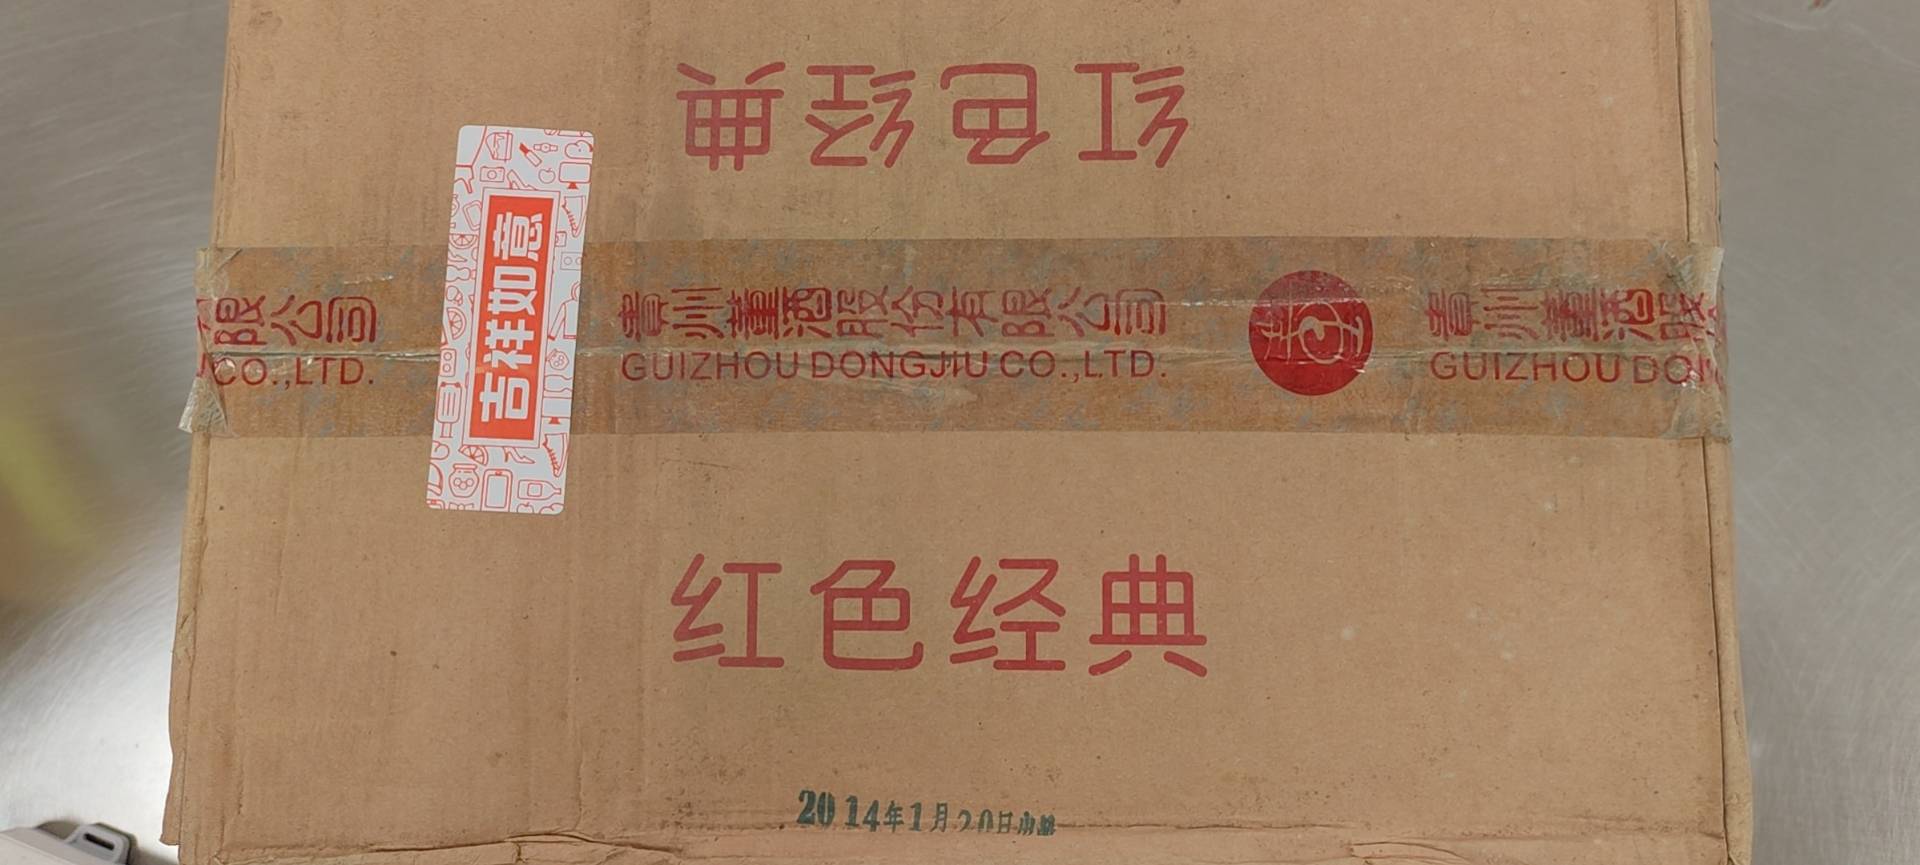 红色经典
吉祥如意
限公司
CO.,LTD.
贵州董酒股份有限公司
GUIZHOU DONGJIU CO.,LTD.
董
贵州董酒股
GUIZHOU DON
红色经典
2014年1月20日